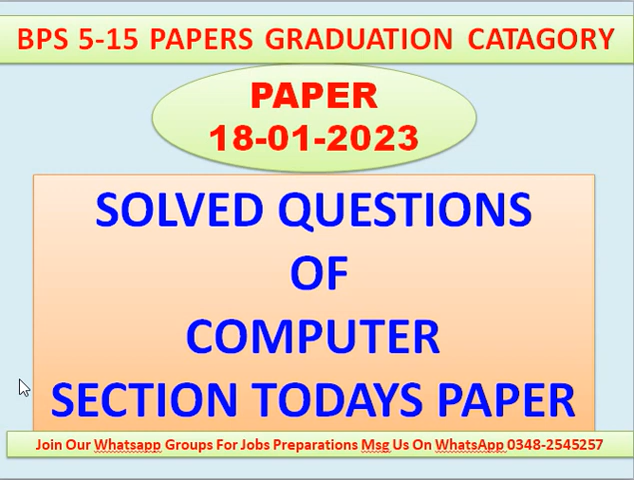 BPS 5-15 PAPERS GRADUATION CATAGORY
PAPER
18-01-2023
SOLVED QUESTIONS
OF
COMPUTER
SECTION TODAYS PAPER
Join Our Whatsapp Groups For Jobs Preparations Msg Us On WhatsApp 0348-2545257